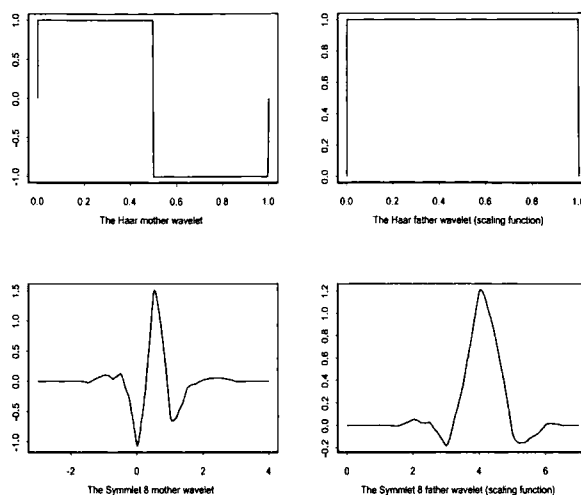 1.0
0.5
0.0
-1.0
0.0 0.2 0.4 0.6 0.8 1.0
The Haar mother wavelet
1.0
0.8
0.6
0.4
0.2
0.0
0.0 0.2 0.4 0.6 0.8 1.0
The Haar father wavelet (scaling function)
1.5
1.0
0.5
0.0
-0.5
-1.0
-2 0 2 4
The Symmlet 8 mother wavelet
1.2
0.8
0.4
0.0
-0.2
0 2 4 6
The Symmlet 8 father wavelet (scaling function)